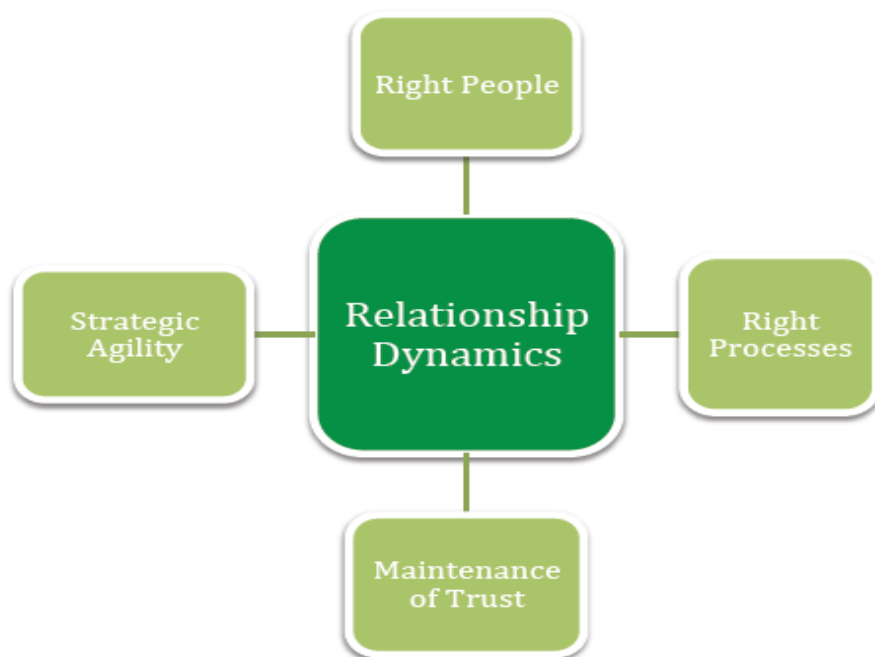 Right People
Strategic
Agility
Relationship
Dynamics
Right
Processes
Maintenance
of Trust